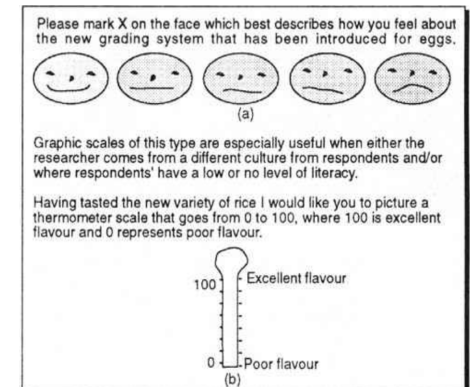 Please mark X on the face which best describes how you feel about
the new grading system that has been introduced for eggs.
(a)
Graphic scales of this type are especially useful when either the
researcher comes from a different culture from respondents and/or
where respondents' have a low or no level of literacy.
Having tasted the new variety of rice I would like you to picture a
thermometer scale that goes from 0 to 100, where 100 is excellent
flavour and 0 represents poor flavour.
100 Excellent flavour
0 Poor flavour
(b)